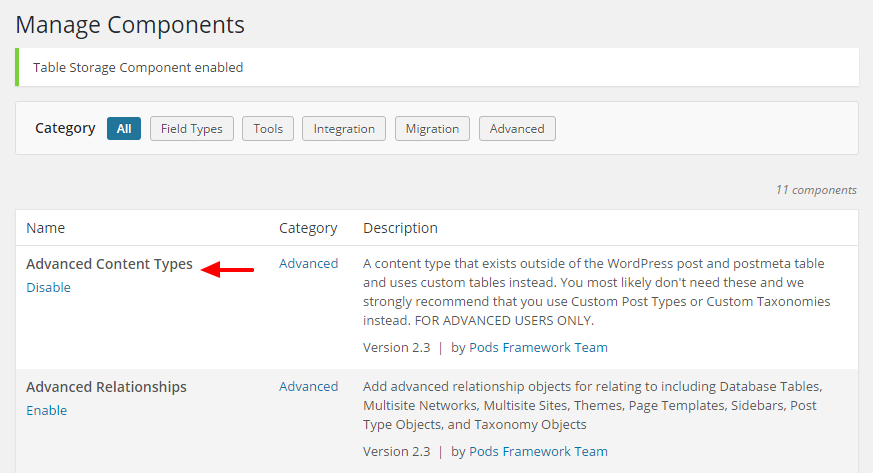 Manage Components
Table Storage Component enabled
Category All Field Types Tools Integration Migration Advanced
11 components
Name Category Description
Advanced Content Types Advanced A content type that exists outside of the WordPress post and postmeta table
Disable and uses custom tables instead. You most likely don't need these and we
strongly recommend that you use Custom Post Types or Custom Taxonomies
instead. FOR ADVANCED USERS ONLY.
Version 2.3 | by Pods Framework Team
Advanced Relationships Advanced Add advanced relationship objects for relating to including Database Tables,
Enable Multisite Networks, Multisite Sites, Themes, Page Templates, Sidebars, Post
Type Objects, and Taxonomy Objects
Version 2.3 | by Pods Framework Team